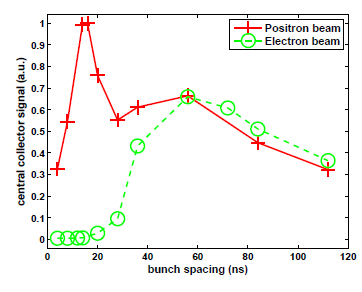 Positron beam
Electron beam
central collector signal (a.u.)
1
0.9
0.8
0.7
0.6
0.5
0.4
0.3
0.2
0.1
0
0 20 40 60 80 100 120
bunch spacing (ns)